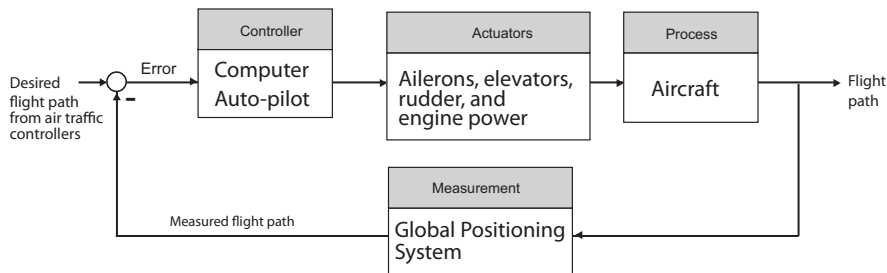 Controller
Actuators
Process
Desired
flight path
from air traffic
controllers
Error
-
Computer
Auto-pilot
Ailerons, elevators,
rudder, and
engine power
Aircraft
Flight
path
Measurement
Measured flight path
Global Positioning
System